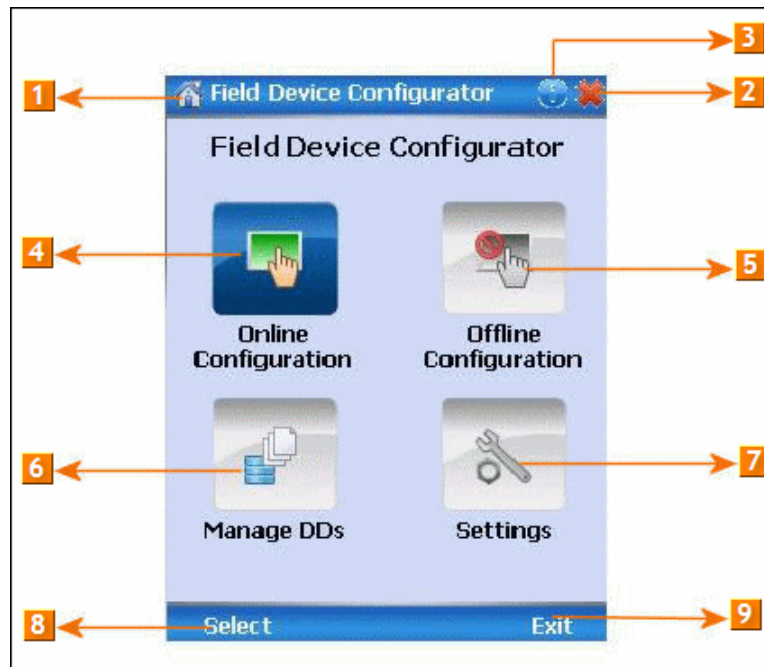 3
1
Field Device Configurator
2
Field Device Configurator
4
5
Online
Configuration
Offline
Configuration
6
7
Manage DDs
Settings
8
Select
Exit
9